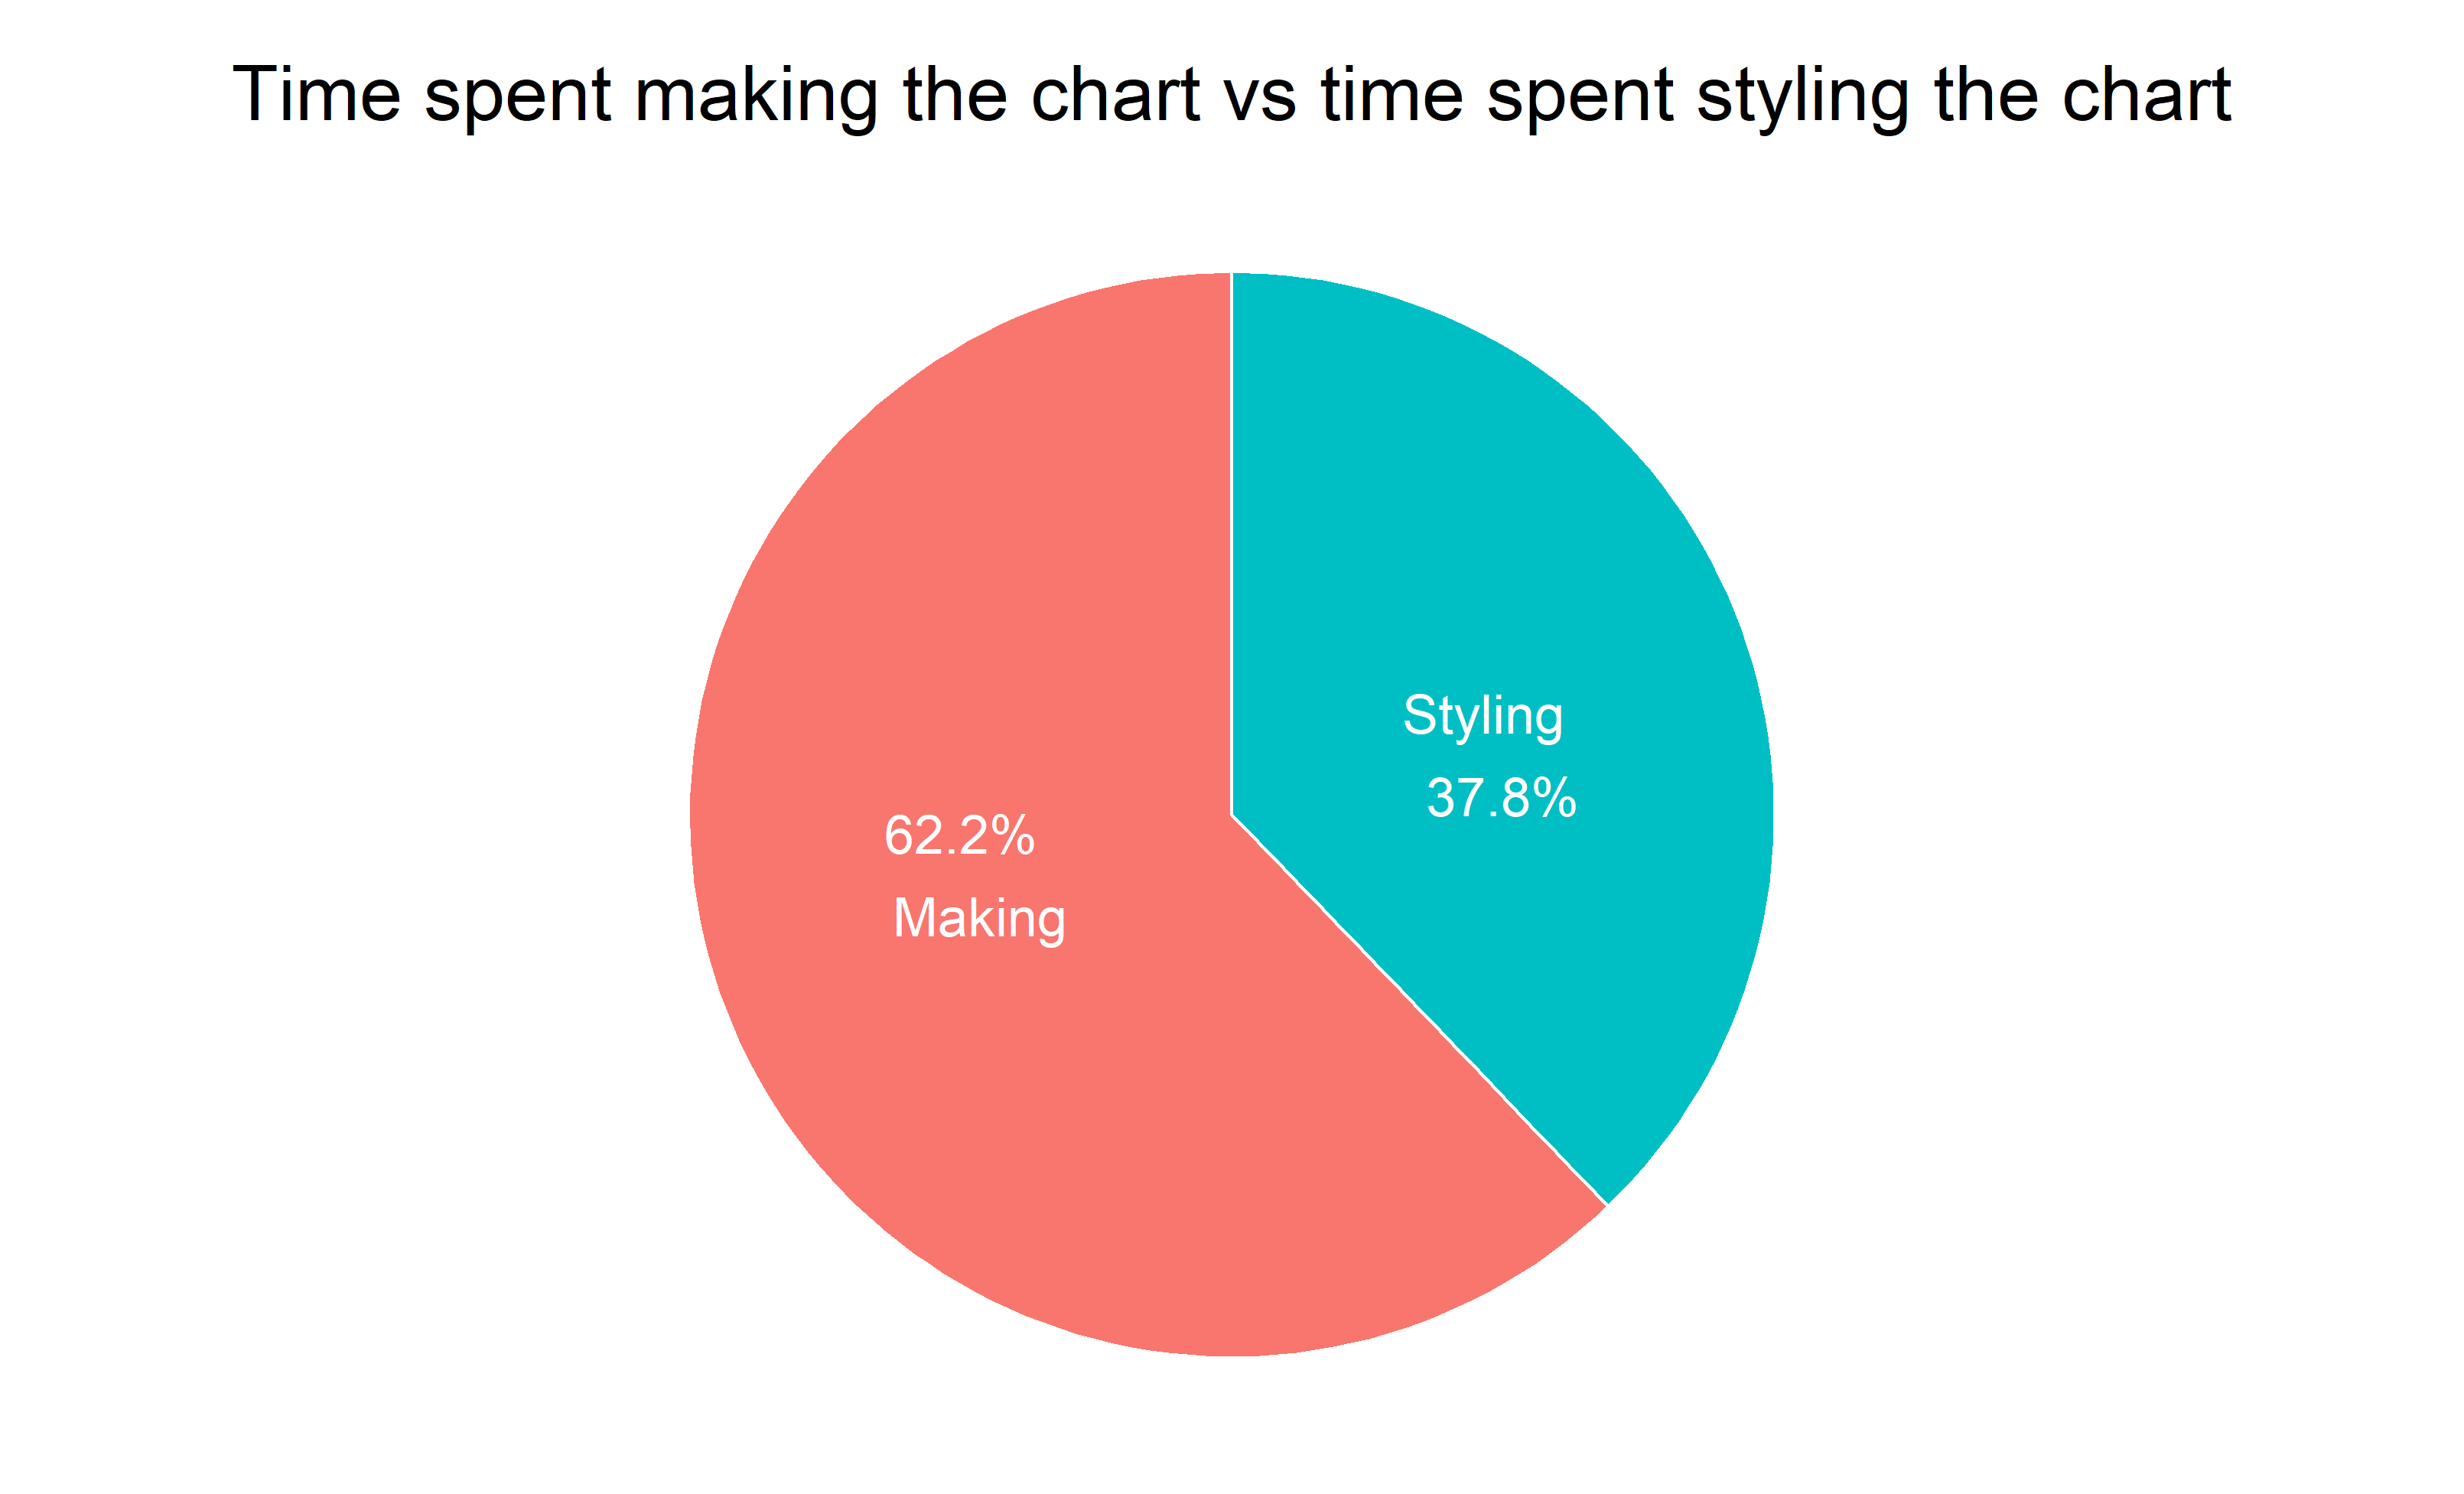 Time spent making the chart vs time spent styling the chart
Styling
37.8%
62.2%
Making